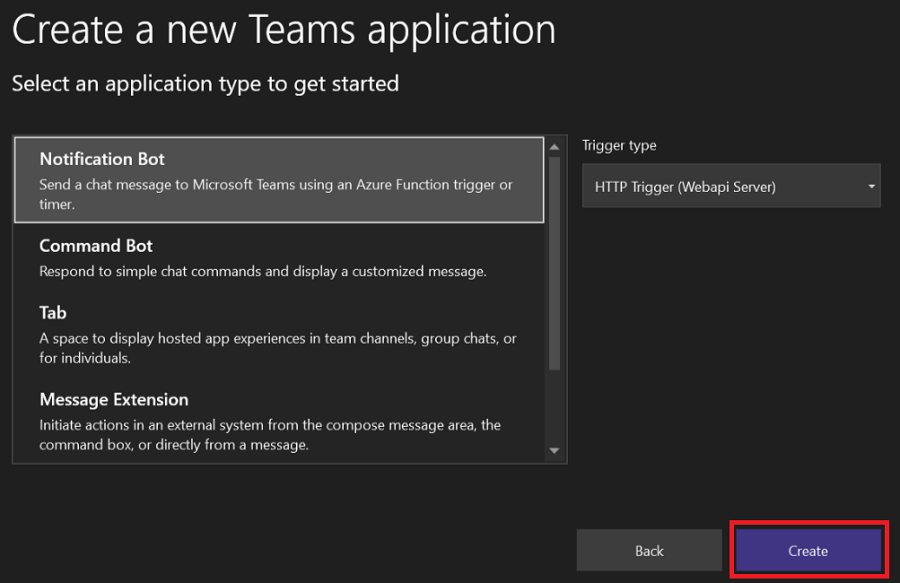 Create a new Teams application
Select an application type to get started
Notification Bot
Send a chat message to Microsoft Teams using an Azure Function trigger or
timer.
Command Bot
Respond to simple chat commands and display a customized message.
Tab
A space to display hosted app experiences in team channels, group chats, or
for individuals.
Message Extension
Initiate actions in an external system from the compose message area, the
command box, or directly from a message.
Trigger type
HTTP Trigger (Webapi Server)
Back
Create